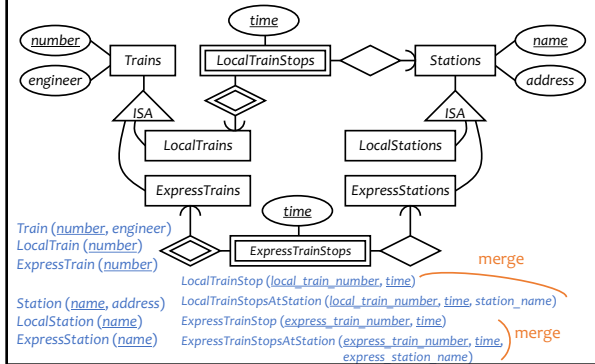 time
number
name
Trains
LocalTrainStops
Stations
engineer
address
ISA
ISA
LocalTrains
LocalStations
ExpressTrains
ExpressStations
time
ExpressTrainStops
Train (number, engineer)
LocalTrain (number)
ExpressTrain (number)
Station (name, address)
LocalStation (name)
ExpressStation (name)
merge
LocalTrainStop (local_train_number, time)
LocalTrainStopsAtStation (local_train_number, time, station_name)
ExpressTrainStop (express_train_number, time)
ExpressTrainStopsAtStation (express_train_number, time,
express_station_name)
merge